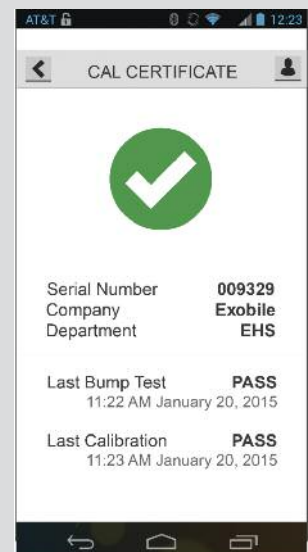 AT&T 12:23
CAL CERTIFICATE
Serial Number 009329
Company Exobile
Department EHS
Last Bump Test PASS
11:22 AM January 20, 2015
Last Calibration PASS
11:23 AM January 20, 2015